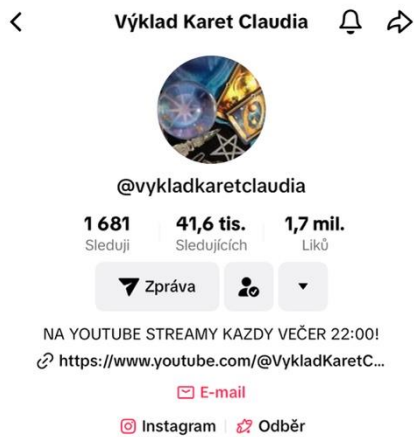 Výklad Karet Claudia
@vykladkaretclaudia
1 681 41,6 tis. 1,7 mil.
Sleduji Sledujících Liků
Zpráva
NA YOUTUBE STREAMY KAZDY VEČER 22:00!
https://www.youtube.com/@VykladKaretC...
E-mail
Instagram Odběr